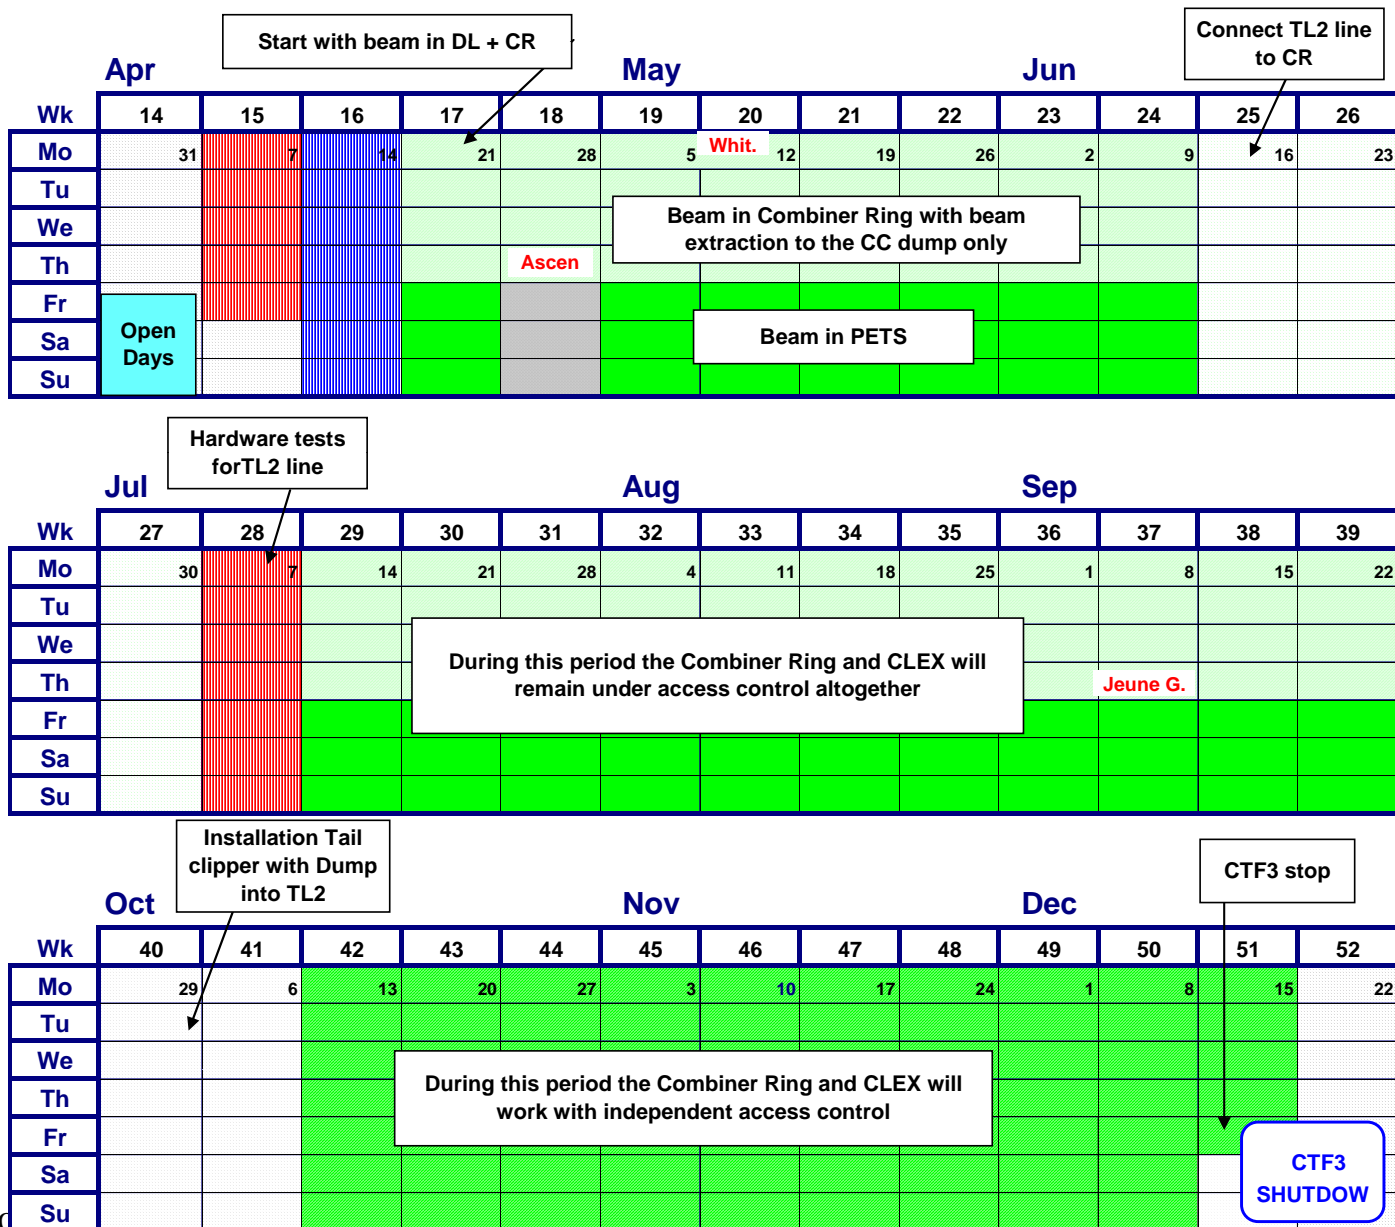 Start with beam in DL + CR
Connect TL2 line
to CR
Apr May Jun
Wk 14 15 16 17 18 19 20 21 22 23 24 25 26
Mo 31 7 14 21 28 5 Whit. 12 19 26 2 9 16 23
Tu
We
Beam in Combiner Ring with beam
extraction to the CC dump only
Th Ascen
Fr
Sa
Su
Open
Days
Beam in PETS
Hardware tests
forTL2 line
Jul Aug Sep
Wk 27 28 29 30 31 32 33 34 35 36 37 38 39
Mo 30 7 14 21 28 4 11 18 25 1 8 15 22
Tu
We
During this period the Combiner Ring and CLEX will
remain under access control altogether
Th Jeune G.
Fr
Sa
Su
Installation Tail
clipper with Dump
into TL2
CTF3 stop
Oct Nov Dec
Wk 40 41 42 43 44 45 46 47 48 49 50 51 52
Mo 29 6 13 20 27 3 10 17 24 1 8 15 22
Tu
We
During this period the Combiner Ring and CLEX will
work with independent access control
Th
Fr
Sa
Su
CTF3
SHUTDOW